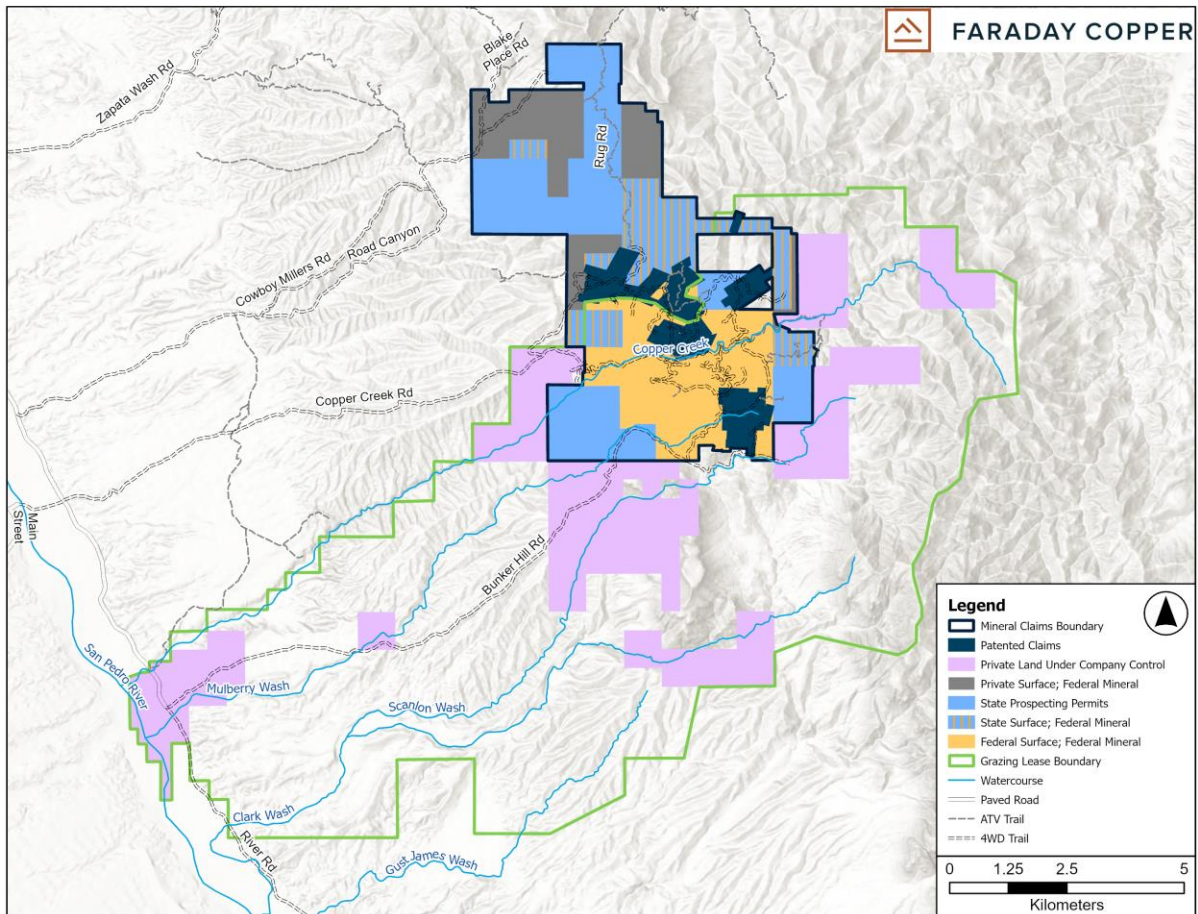 FARADAY COPPER
Blake
Place Rd
Zapata Wash Rd
Rug Rd
Road Canyon
Cowboy Millers Rd
Copper Creek
Copper Creek Rd
Main
Street
Bunker Hill Rd
San Pedro River
Mulberry Wash
Scanlon Wash
Clark Wash
River Rd
Gust James Wash
Legend
Mineral Claims Boundary
Patented Claims
Private Land Under Company Control
Private Surface; Federal Mineral
State Prospecting Permits
State Surface; Federal Mineral
Federal Surface; Federal Mineral
Grazing Lease Boundary
Watercourse
Paved Road
ATV Trail
4WD Trail
0 1.25 2.5 5
Kilometers